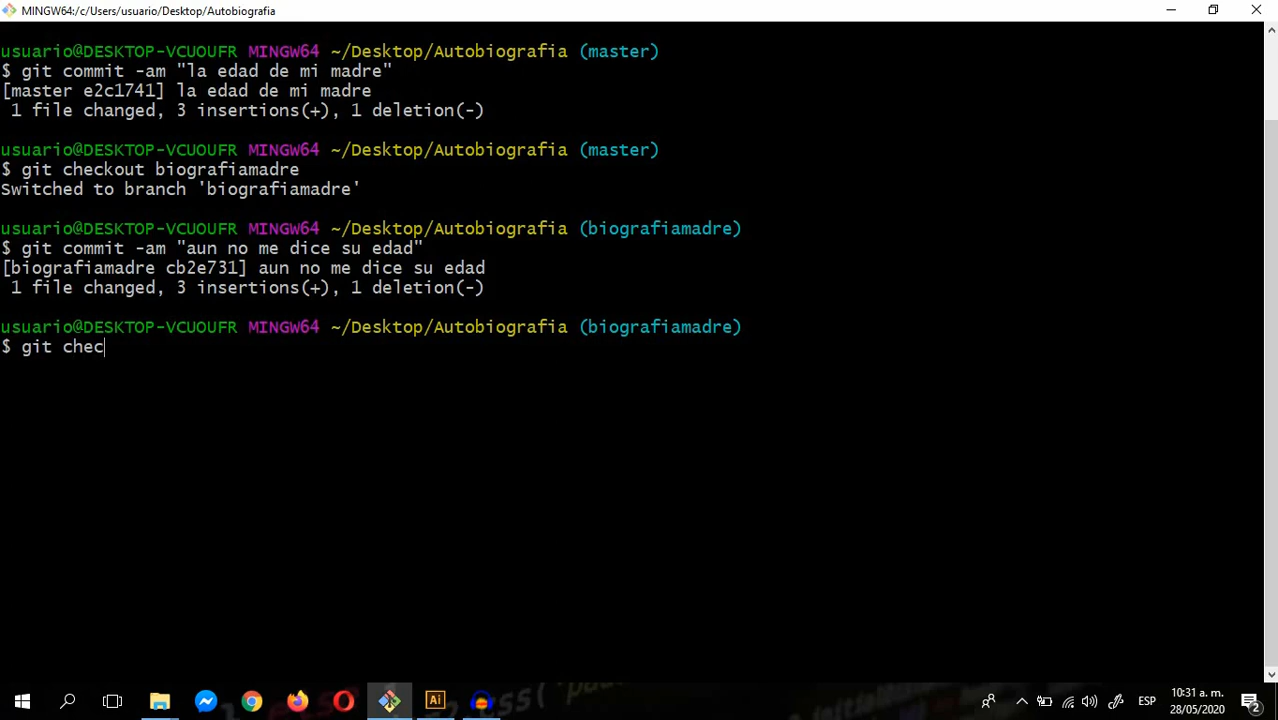 MINGW64:/c/Users/usuario/Desktop/Autobiografia
usuario@DESKTOP-VCUOUFR MINGW64 ~/Desktop/Autobiografia (master)
$ git commit -am "la edad de mi madre"
[master e2c1741] la edad de mi madre
1 file changed, 3 insertions(+), 1 deletion(-)
usuario@DESKTOP-VCUOUFR MINGW64 ~/Desktop/Autobiografia (master)
$ git checkout biografiamadre
Switched to branch 'biografiamadre'
usuario@DESKTOP-VCUOUFR MINGW64 ~/Desktop/Autobiografia (biografiamadre)
$ git commit -am "aun no me dice su edad"
[biografiamadre cb2e731] aun no me dice su edad
1 file changed, 3 insertions(+), 1 deletion(-)
usuario@DESKTOP-VCUOUFR MINGW64 ~/Desktop/Autobiografia (biografiamadre)
$ git chec
Ai
ESP
10:31 a. m.
28/05/2020
2